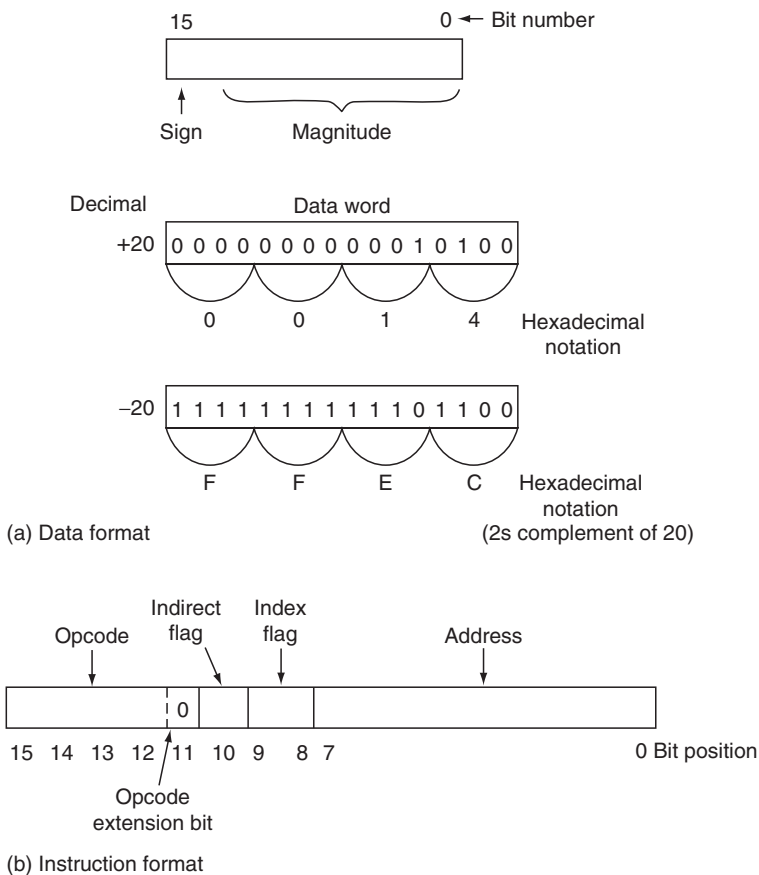 15 0 Bit number
Sign Magnitude
Decimal Data word
+20 0 0 0 0 0 0 0 0 0 0 0 1 0 1 0 0
0 0 1 4 Hexadecimal
notation
−20 1 1 1 1 1 1 1 1 1 1 1 0 1 1 0 0
F F E C Hexadecimal
notation
(a) Data format (2s complement of 20)
Opcode Indirect
flag Index
flag Address
0
15 14 13 12 11 10 9 8 7 0 Bit position
Opcode
extension bit
(b) Instruction format